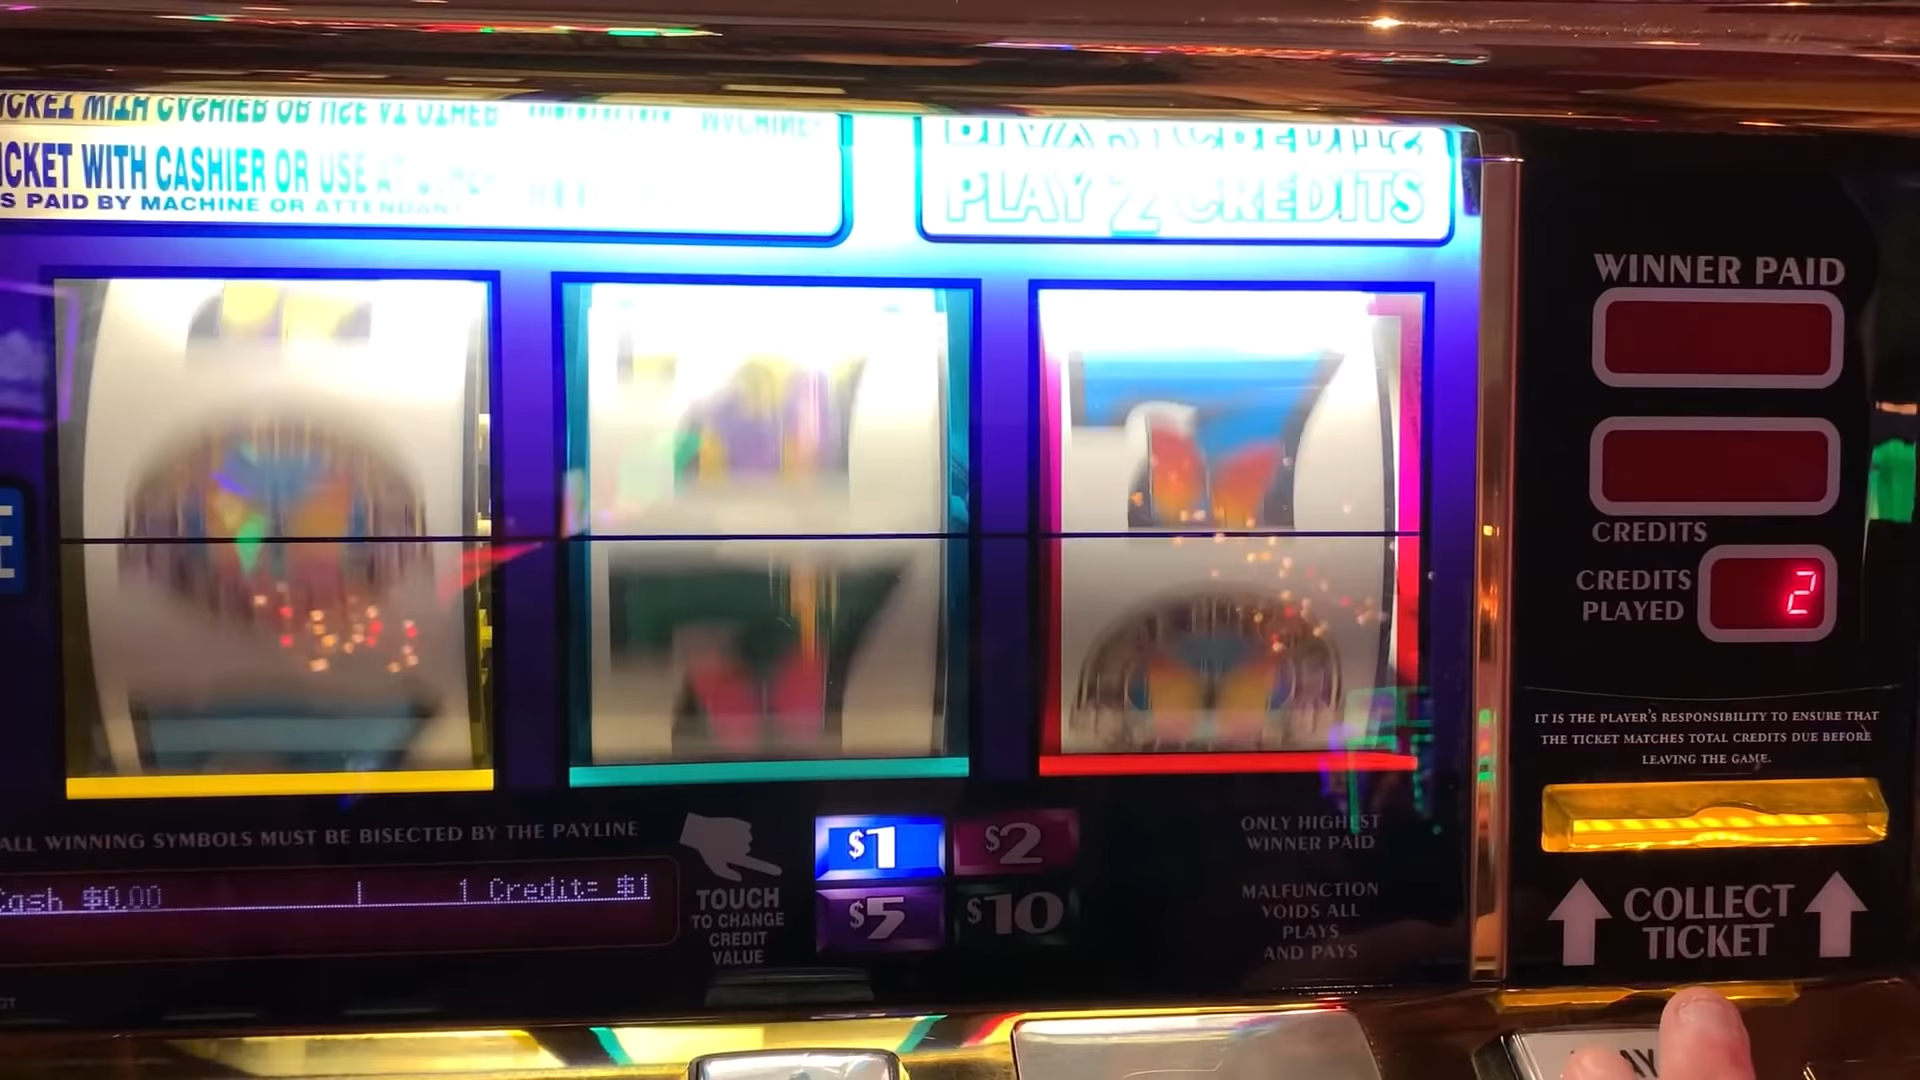 ICKET WITH CASHIER OR USE
S PAID BY MACHINE OR ATTENDANT
PLAY 2 CREDITS
WINNER PAID
CREDITS
CREDITS
PLAYED
2
IT IS THE PLAYER'S RESPONSIBILITY TO ENSURE THAT
THE TICKET MATCHES TOTAL CREDITS DUE BEFORE
LEAVING THE GAME.
ALL WINNING SYMBOLS MUST BE BISECTED BY THE PAYLINE
Cash $0.00 1 Credit= $1
TOUCH
TO CHANGE
CREDIT
VALUE
$1 $2
$5 $10
ONLY HIGHEST
WINNER PAID
MALFUNCTION
VOIDS ALL
PLAYS
AND PAYS
COLLECT
TICKET